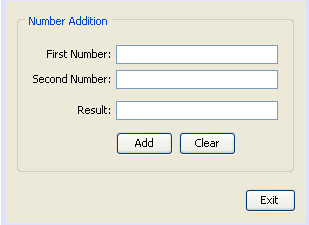 Number Addition
First Number:
Second Number:
Result:
Add Clear
Exit